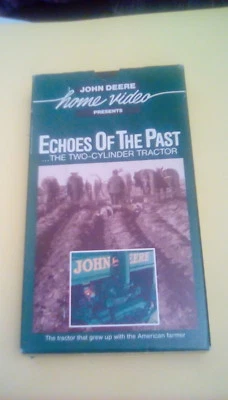 JOHN DEERE
home video
PRESENTS
ECHOES OF THE PAST
...THE TWO-CYLINDER TRACTOR
JOHN DEERE
The tractor that grew up with the American farmer